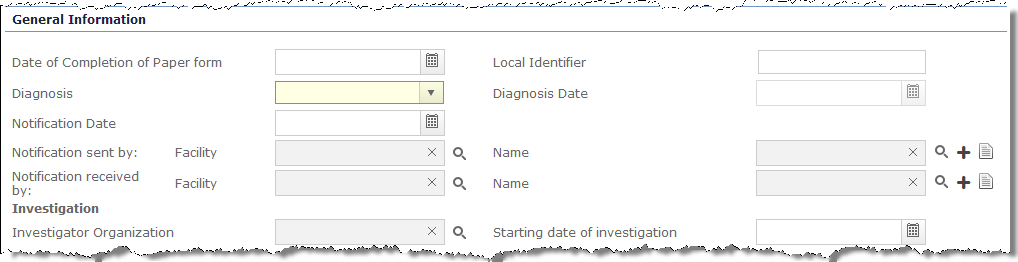 General Information
Date of Completion of Paper form Local Identifier
Diagnosis Diagnosis Date
Notification Date
Notification sent by: Facility Name
Notification received by: Facility Name
Investigation
Investigator Organization Starting date of investigation